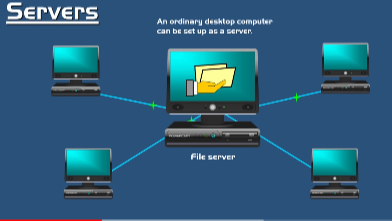 Servers
An ordinary desktop computer
can be set up as a server.
File server